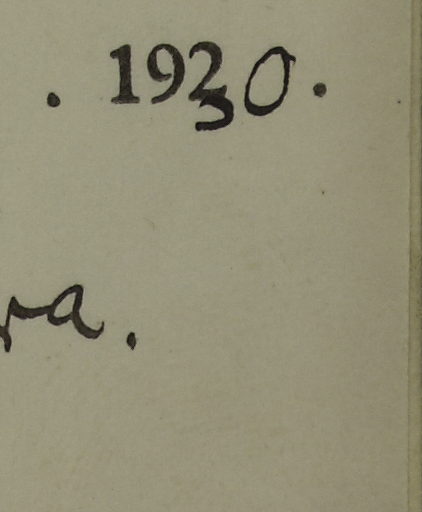 . 1930.
ra.